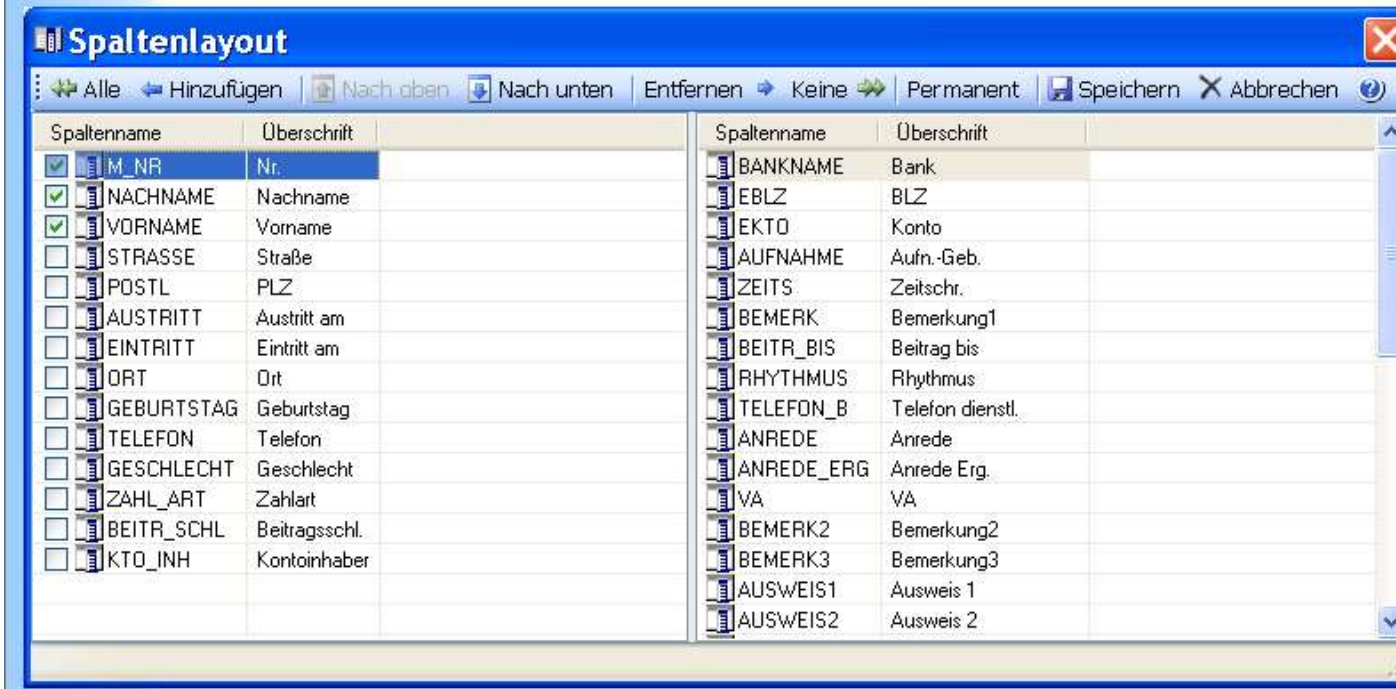 Spaltenlayout
Alle Hinzufügen Nach oben Nach unten Entfernen Keine Permanent Speichern Abbrechen
Spaltenname Überschrift
M_NR Nr.
NACHNAME Nachname
VORNAME Vorname
STRASSE Straße
POSTL PLZ
AUSTRITT Austritt am
EINTRITT Eintritt am
ORT Ort
GEBURTSTAG Geburtstag
TELEFON Telefon
GESCHLECHT Geschlecht
ZAHL_ART Zahlart
BEITR_SCHL Beitragsschl.
KTO_INH Kontoinhaber
Spaltenname Überschrift
BANKNAME Bank
EBLZ BLZ
EKTO Konto
AUFNAHME Aufn.-Geb.
ZEITS Zeitschr.
BEMERK Bemerkung1
BEITR_BIS Beitrag bis
RHYTHMUS Rhythmus
TELEFON_B Telefon dienstl.
ANREDE Anrede
ANREDE_ERG Anrede Erg.
VA VA
BEMERK2 Bemerkung2
BEMERK3 Bemerkung3
AUSWEIS1 Ausweis 1
AUSWEIS2 Ausweis 2